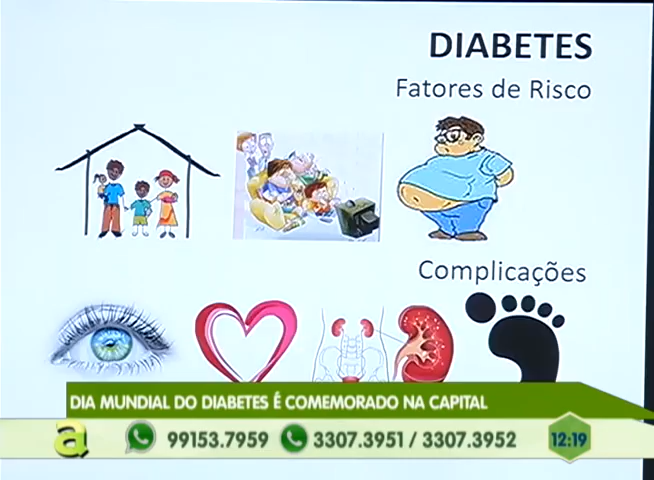 DIABETES
Fatores de Risco
Complicações
DIA MUNDIAL DO DIABETES É COMEMORADO NA CAPITAL
a 99153.7959 3307.3951 / 3307.3952 12:19